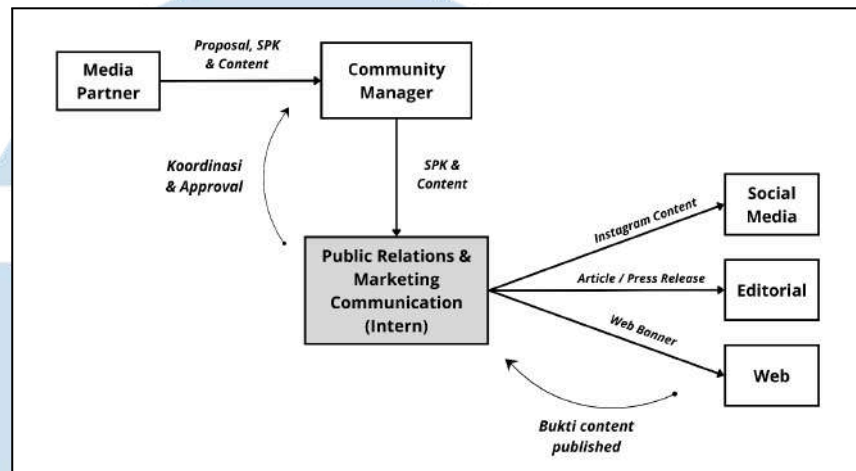 Media
Partner
Proposal, SPK
& Content
Community
Manager
Koordinasi
& Approval
SPK &
Content
Public Relations &
Marketing
Communication
(Intern)
Instagram Content
Social
Media
Article / Press Release
Editorial
Web Banner
Web
Bukti content
published